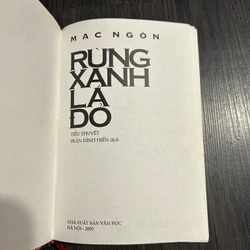 MẠC NGÔN
RỪNG
XANH
LÁ
ĐỎ
TIỂU THUYẾT
TRẦN ĐÌNH HIẾN dịch
NHÀ XUẤT BẢN VĂN HỌC
HÀ NỘI - 2003